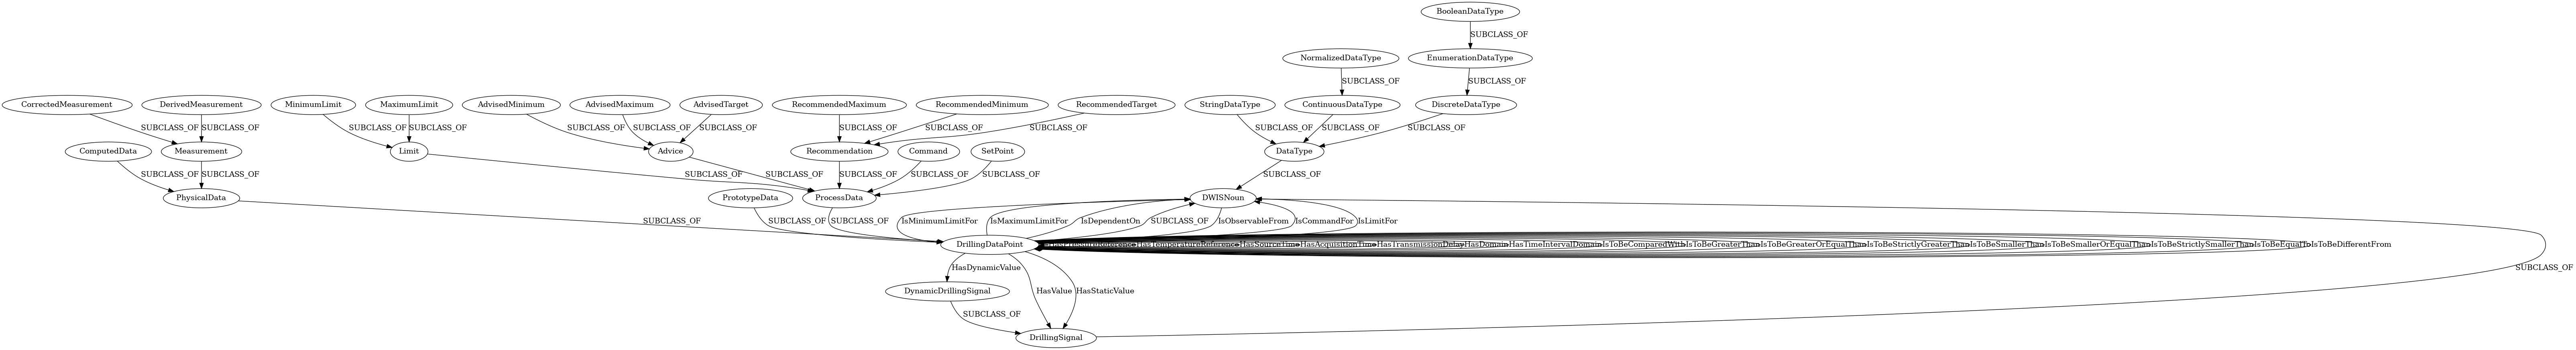 BooleanDataType
SUBCLASS_OF
NormalizedDataType
EnumerationDataType
SUBCLASS_OF
SUBCLASS_OF
CorrectedMeasurement
DerivedMeasurement
MinimumLimit
MaximumLimit
AdvisedMinimum
AdvisedMaximum
AdvisedTarget
RecommendedMaximum
RecommendedMinimum
RecommendedTarget
StringDataType
ContinuousDataType
DiscreteDataType
SUBCLASS_OF
SUBCLASS_OF
SUBCLASS_OF
SUBCLASS_OF
SUBCLASS_OF
SUBCLASS_OF
SUBCLASS_OF
SUBCLASS_OF
SUBCLASS_OF
SUBCLASS_OF
SUBCLASS_OF
SUBCLASS_OF
SUBCLASS_OF
ComputedData
Measurement
Limit
Advice
Recommendation
Command
SetPoint
DataType
SUBCLASS_OF
SUBCLASS_OF
SUBCLASS_OF
SUBCLASS_OF
SUBCLASS_OF
SUBCLASS_OF
SUBCLASS_OF
SUBCLASS_OF
PhysicalData
PrototypeData
ProcessData
DWISNoun
SUBCLASS_OF
SUBCLASS_OF
SUBCLASS_OF
IsMinimumLimitFor
IsMaximumLimitFor
IsDependentOn
SUBCLASS_OF
IsObservableFrom
IsCommandFor
IsLimitFor
DrillingDataPoint
HasPressureReference
HasTemperatureReference
HasSourceTime
HasAcquisitionTime
HasTransmissionDelay
HasDomain
HasTimeIntervalDomain
IsToBeComparedWith
IsToBeGreaterThan
IsToBeGreaterOrEqualThan
IsToBeStrictlyGreaterThan
IsToBeSmallerThan
IsToBeSmallerOrEqualThan
IsToBeStrictlySmallerThan
IsToBeEqualTo
IsToBeDifferentFrom
HasDynamicValue
SUBCLASS_OF
DynamicDrillingSignal
HasValue
HasStaticValue
SUBCLASS_OF
DrillingSignal